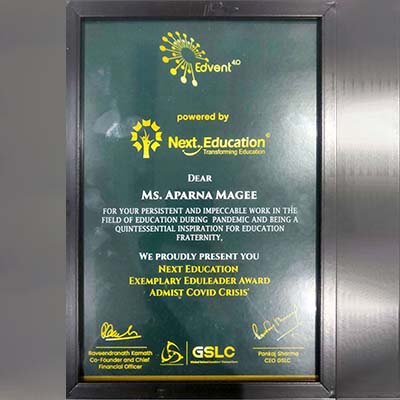 Edvent 4.0
powered by
Next Education
Transforming Education
DEAR
MS. APARNA MAGEE
FOR YOUR PERSISTENT AND IMPECCABLE WORK IN THE
FIELD OF EDUCATION DURING PANDEMIC AND BEING A
QUINTESSENTIAL INSPIRATION FOR EDUCATION
FRATERNITY,
WE PROUDLY PRESENT YOU
NEXT EDUCATION
EXEMPLARY EDULEADER AWARD
ADMIST COVID CRISIS'
Raveendranath Kamath
Co-Founder and Chief
Financial Officer
GSLC
Pankaj Sharma
CEO GSLC